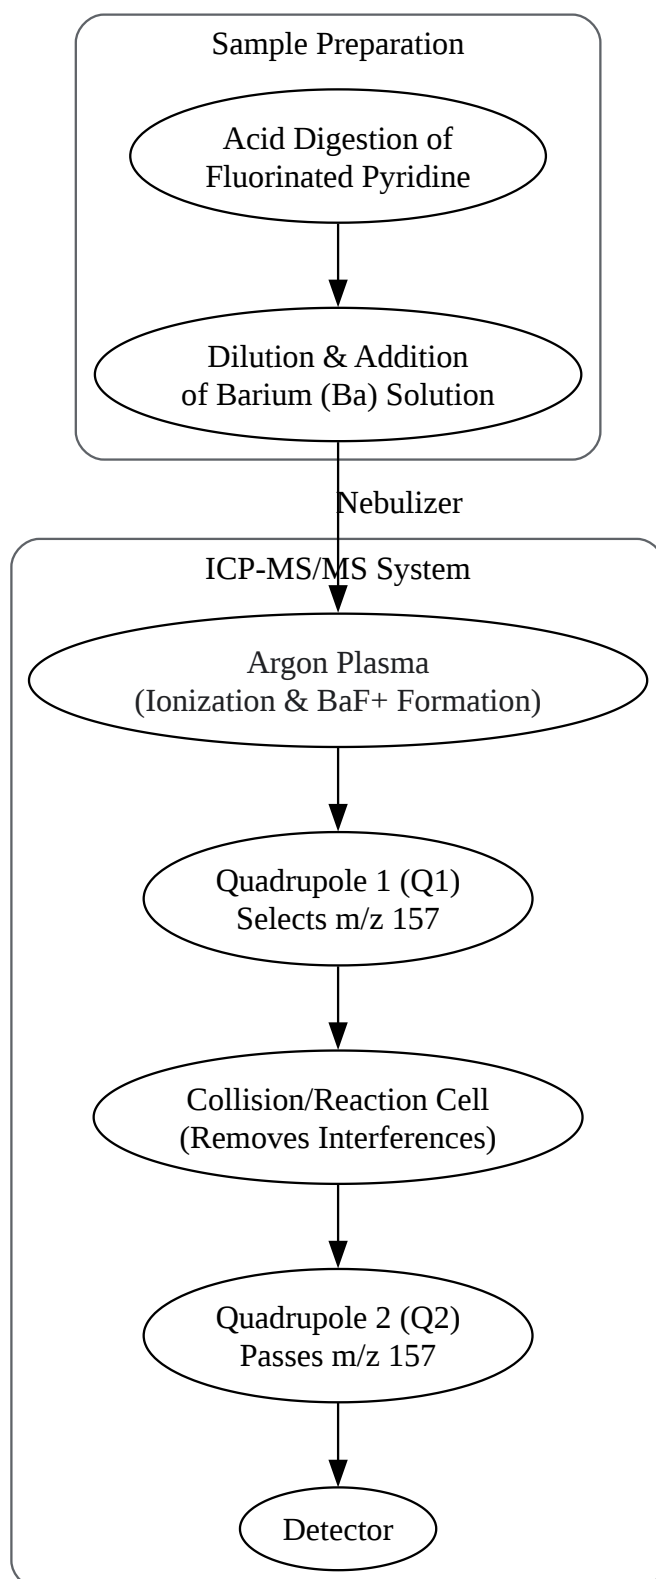 Sample Preparation
Acid Digestion of
Fluorinated Pyridine
Dilution & Addition
of Barium (Ba) Solution
Nebulizer
ICP-MS/MS System
Argon Plasma
(Ionization & BaF+ Formation)
Quadrupole 1 (Q1)
Selects m/z 157
Collision/Reaction Cell
(Removes Interferences)
Quadrupole 2 (Q2)
Passes m/z 157
Detector